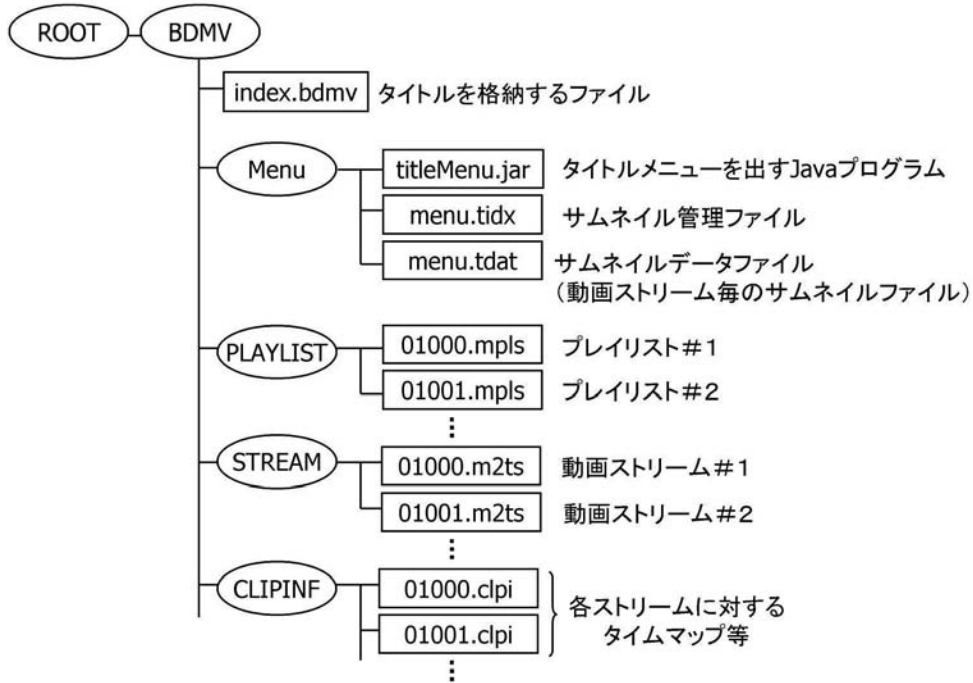 ROOT BDMV
index.bdmv タイトルを格納するファイル
Menu titleMenu.jar タイトルメニューを出すJavaプログラム
menu.tidx サムネイル管理ファイル
menu.tdat サムネイルデータファイル
（動画ストリーム毎のサムネイルファイル）
PLAYLIST 01000.mpls プレイリスト＃1
01001.mpls プレイリスト＃2
STREAM 01000.m2ts 動画ストリーム＃1
01001.m2ts 動画ストリーム＃2
CLIPINF 01000.clpi 各ストリームに対する
01001.clpi タイムマップ等